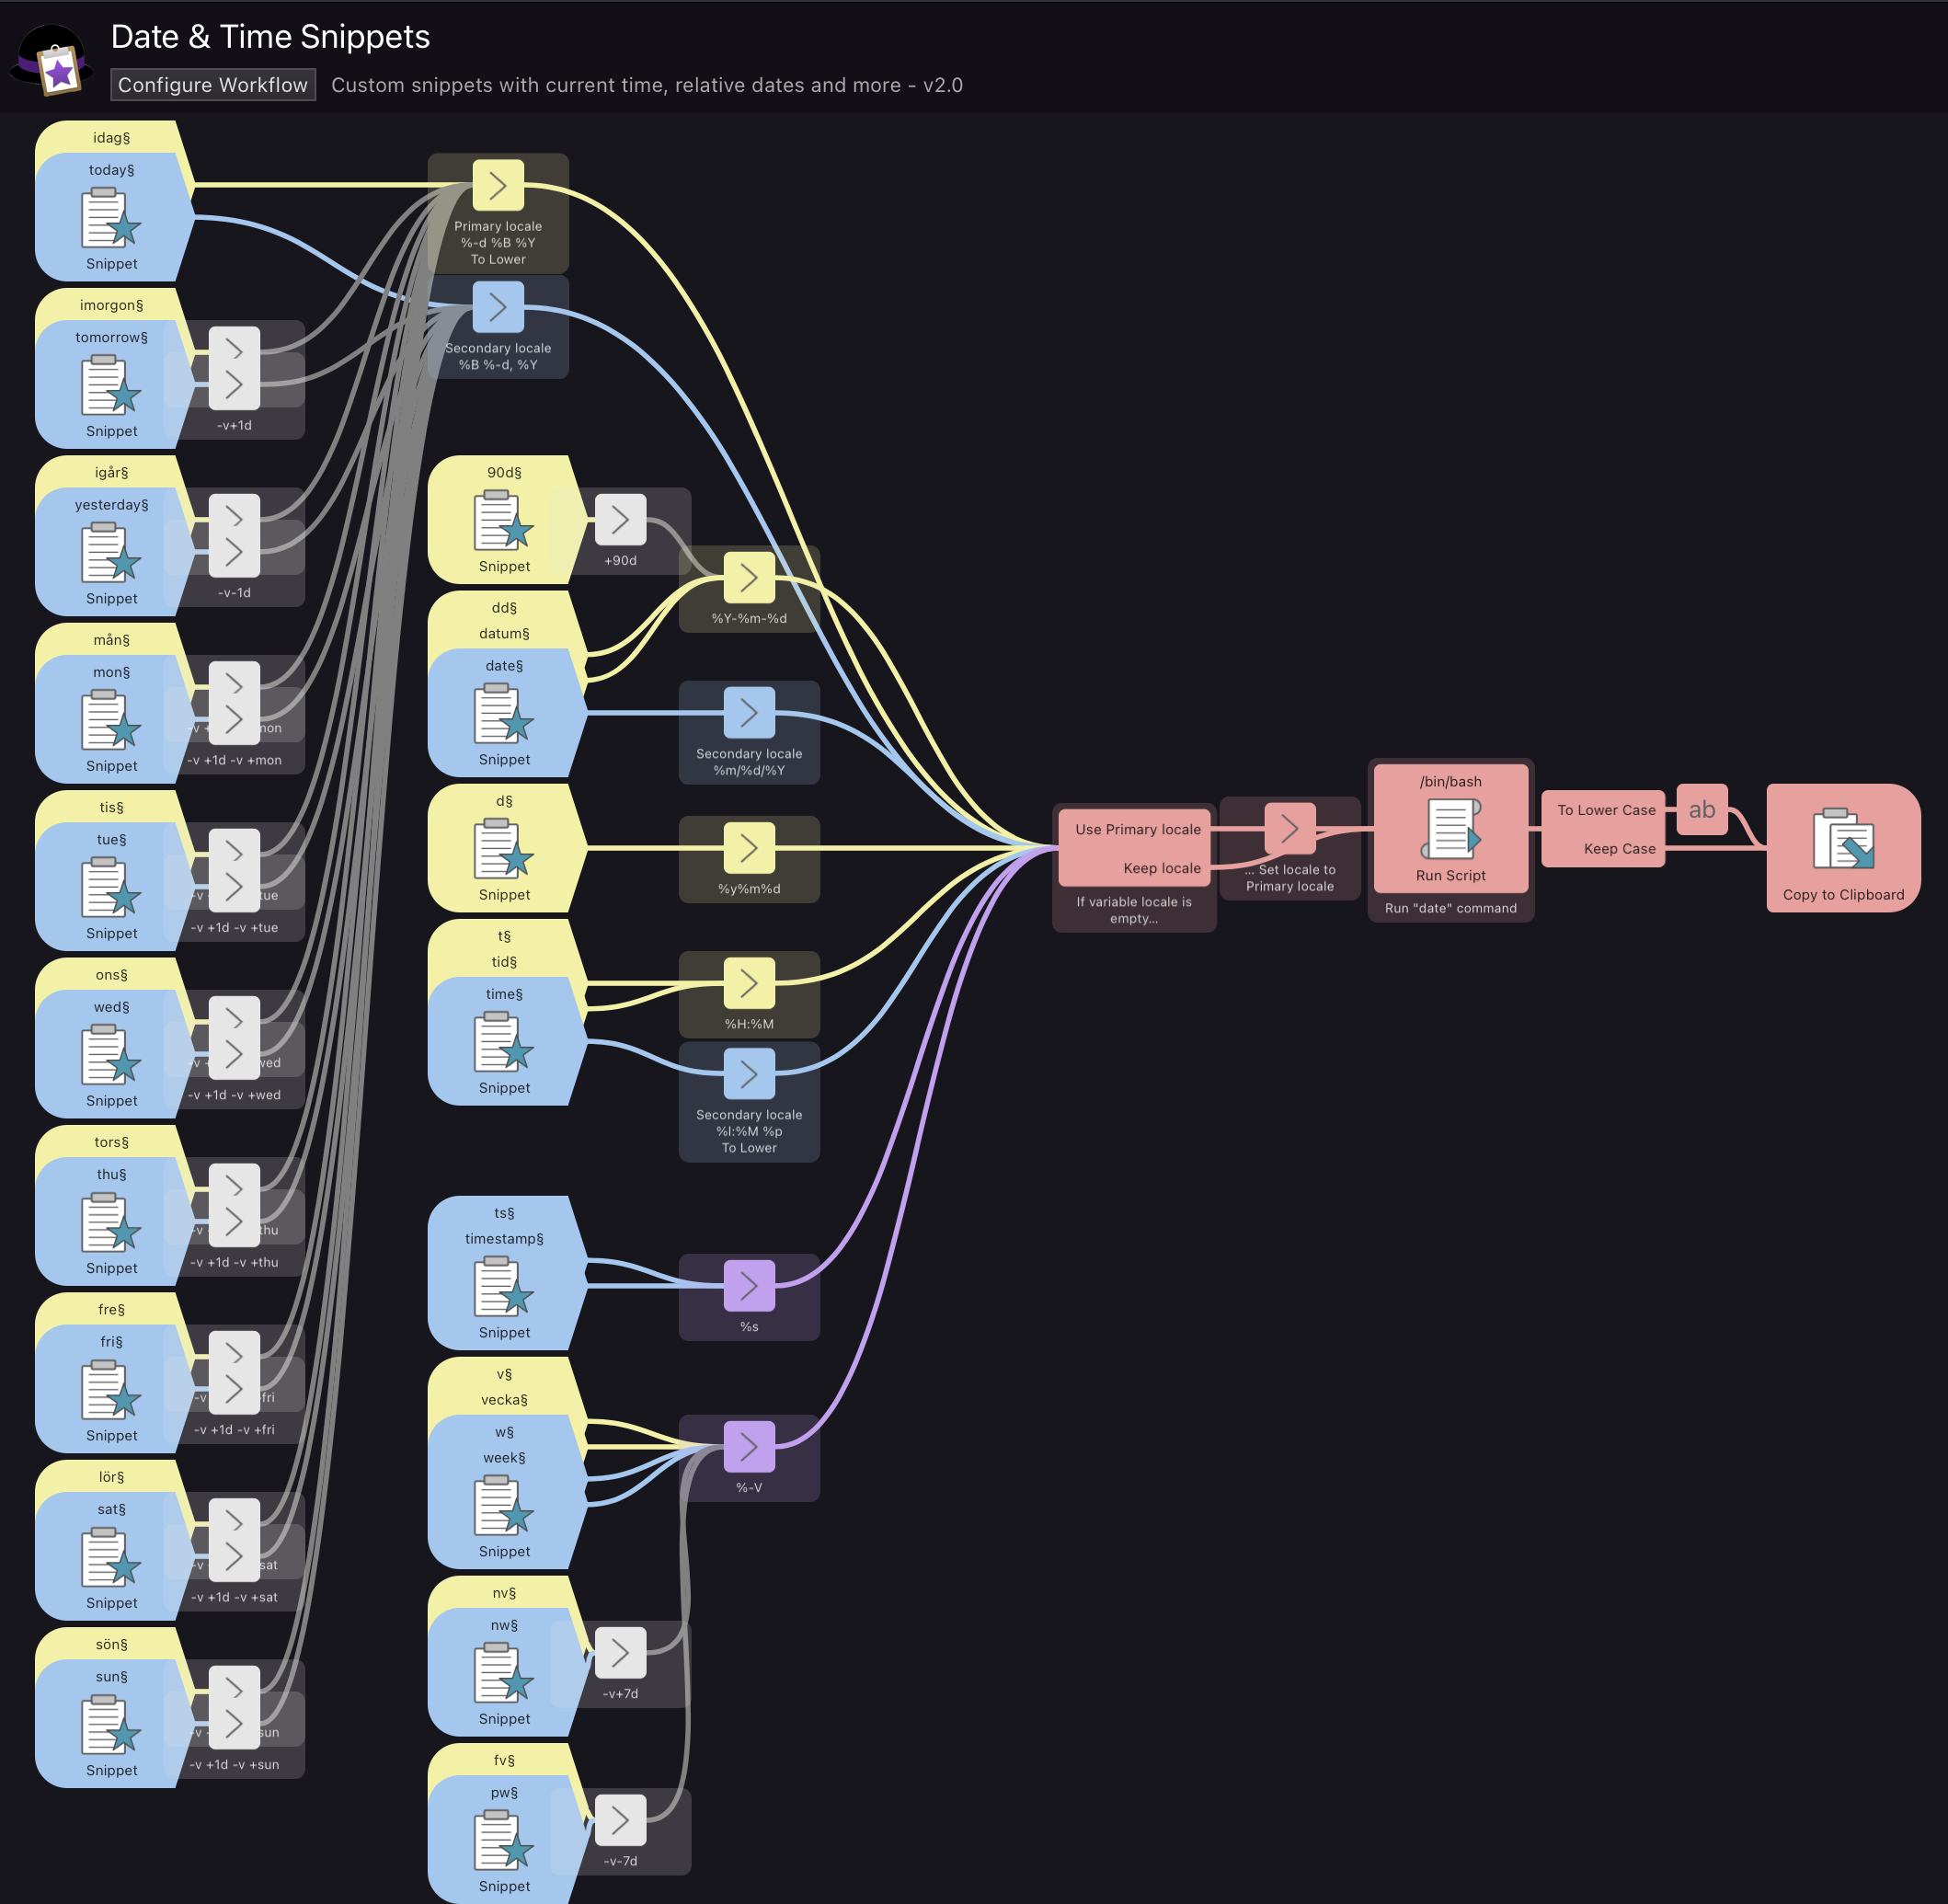 Date & Time Snippets
Configure Workflow
Custom snippets with current time, relative dates and more - v2.0
idag§
today§
Snippet
imorgon§
tomorrow§
Snippet
-v+1d
igår§
yesterday§
Snippet
-v-1d
mån§
mon§
Snippet
-v +1d -v +mon
tis§
tue§
Snippet
-v +1d -v +tue
ons§
wed§
Snippet
-v +1d -v +wed
tors§
thu§
Snippet
-v +1d -v +thu
fre§
fri§
Snippet
-v +1d -v +fri
lör§
sat§
Snippet
-v +1d -v +sat
sön§
sun§
Snippet
-v +1d -v +sun
Primary locale
%-d %B %Y
To Lower
Secondary locale
%B %-d, %Y
90d§
Snippet
+90d
dd§
datum§
date§
Snippet
%Y-%m-%d
Secondary locale
%m/%d/%Y
d§
Snippet
%y%m%d
t§
tid§
time§
Snippet
%H:%M
Secondary locale
%l:%M %p
To Lower
ts§
timestamp§
Snippet
%s
v§
vecka§
w§
week§
Snippet
%-V
nv§
nw§
Snippet
-v+7d
fv§
pw§
Snippet
-v-7d
Use Primary locale
Keep locale
If variable locale is
empty...
... Set locale to
Primary locale
/bin/bash
Run Script
Run "date" command
To Lower Case
Keep Case
ab
Copy to Clipboard